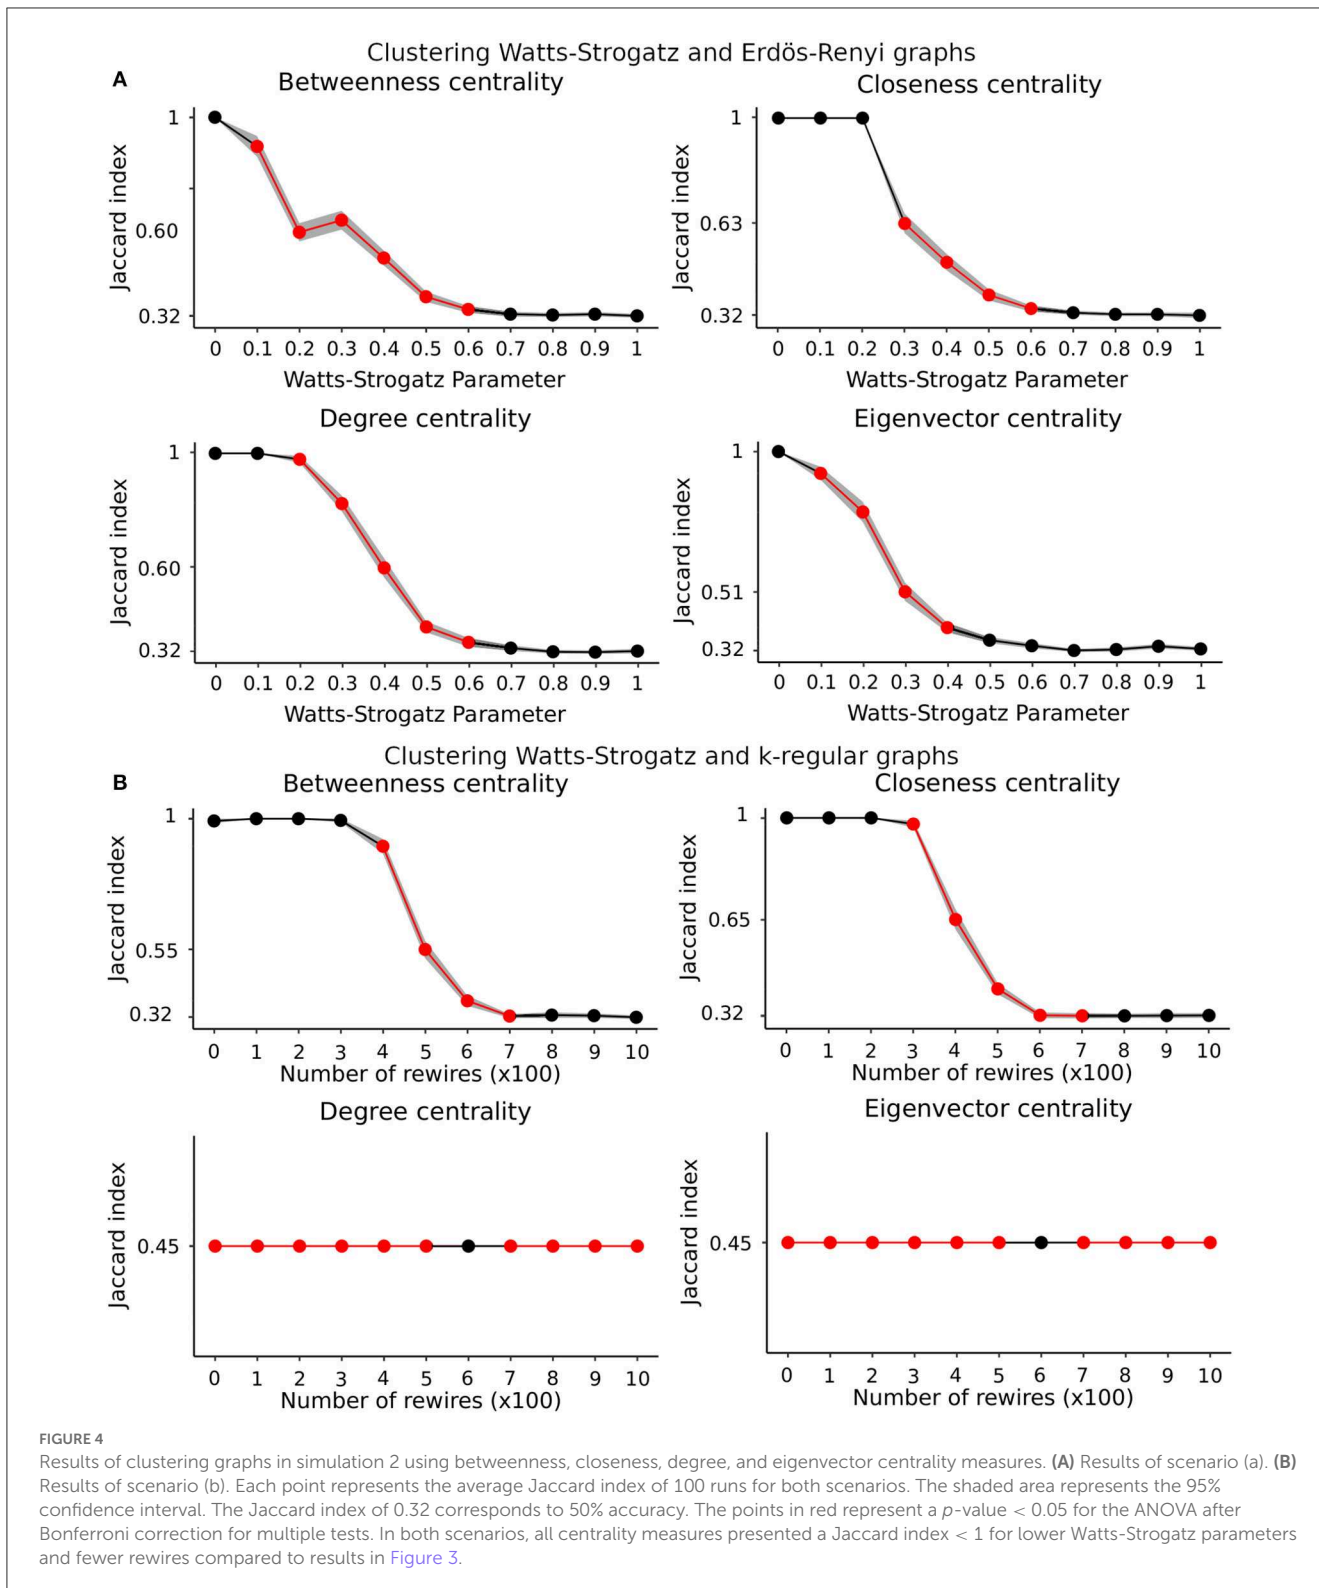 Clustering Watts-Strogatz and Erdös-Renyi graphs
A
Betweenness centrality
Jaccard index
1
0.60
0.32
0 0.1 0.2 0.3 0.4 0.5 0.6 0.7 0.8 0.9 1
Watts-Strogatz Parameter
Closeness centrality
Jaccard index
1
0.63
0.32
0 0.1 0.2 0.3 0.4 0.5 0.6 0.7 0.8 0.9 1
Watts-Strogatz Parameter
Degree centrality
Jaccard index
1
0.60
0.32
0 0.1 0.2 0.3 0.4 0.5 0.6 0.7 0.8 0.9 1
Watts-Strogatz Parameter
Eigenvector centrality
Jaccard index
1
0.51
0.32
0 0.1 0.2 0.3 0.4 0.5 0.6 0.7 0.8 0.9 1
Watts-Strogatz Parameter
Clustering Watts-Strogatz and k-regular graphs
B
Betweenness centrality
Jaccard index
1
0.55
0.32
0 1 2 3 4 5 6 7 8 9 10
Number of rewires (x100)
Closeness centrality
Jaccard index
1
0.65
0.32
0 1 2 3 4 5 6 7 8 9 10
Number of rewires (x100)
Degree centrality
Jaccard index
0.45
0 1 2 3 4 5 6 7 8 9 10
Number of rewires (x100)
Eigenvector centrality
Jaccard index
0.45
0 1 2 3 4 5 6 7 8 9 10
Number of rewires (x100)
FIGURE 4
Results of clustering graphs in simulation 2 using betweenness, closeness, degree, and eigenvector centrality measures. (A) Results of scenario (a). (B)
Results of scenario (b). Each point represents the average Jaccard index of 100 runs for both scenarios. The shaded area represents the 95%
confidence interval. The Jaccard index of 0.32 corresponds to 50% accuracy. The points in red represent a p-value < 0.05 for the ANOVA after
Bonferroni correction for multiple tests. In both scenarios, all centrality measures presented a Jaccard index < 1 for lower Watts-Strogatz parameters
and fewer rewires compared to results in Figure 3.